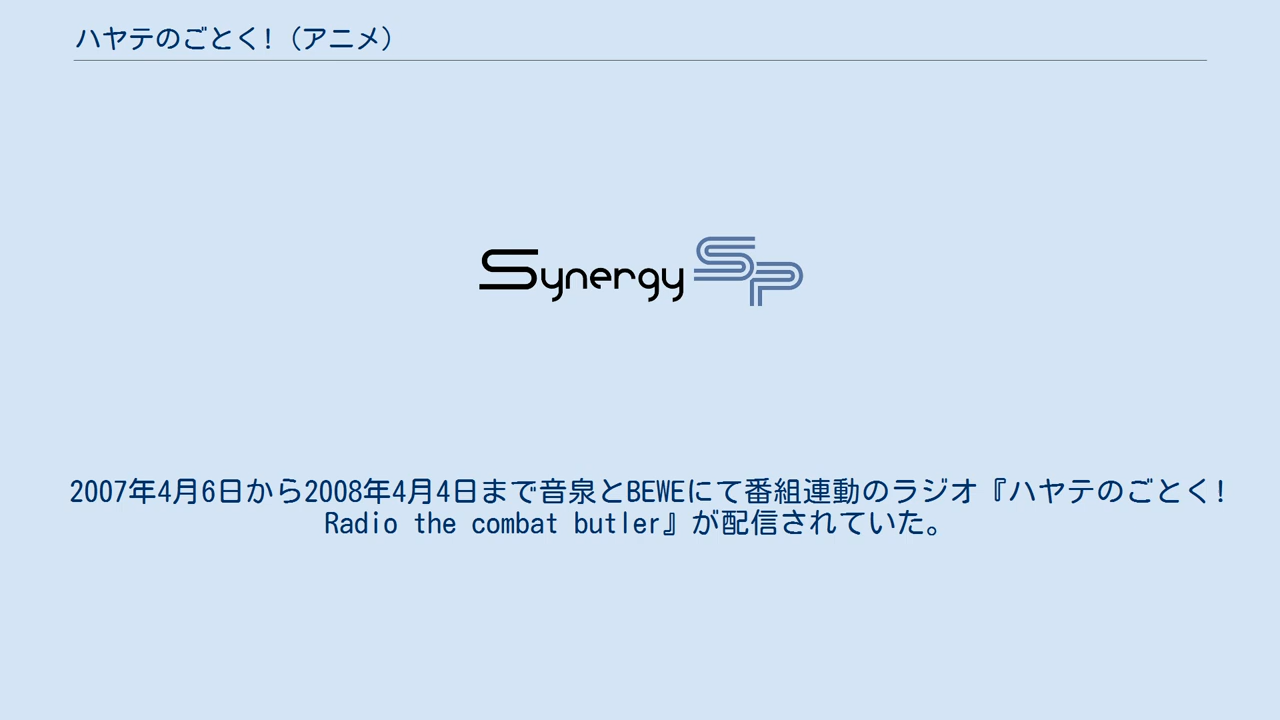 ハヤテのごとく!（アニメ）
Synergy SP
2007年4月6日から2008年4月4日まで音泉とBEWEにて番組連動のラジオ『ハヤテのごとく!
Radio the combat butler』が配信されていた。